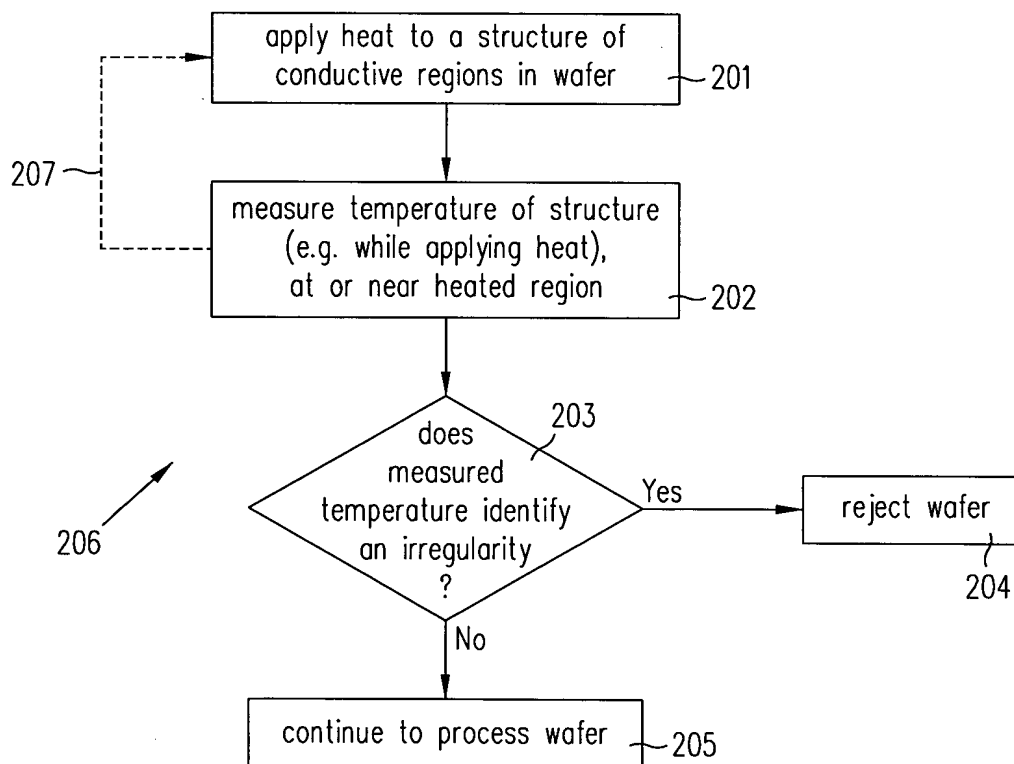 apply heat to a structure of
conductive regions in wafer
201
207
measure temperature of structure
(e.g. while applying heat),
at or near heated region
202
203
does
measured
temperature identify
an irregularity
?
Yes
reject wafer
204
206
No
continue to process wafer
205